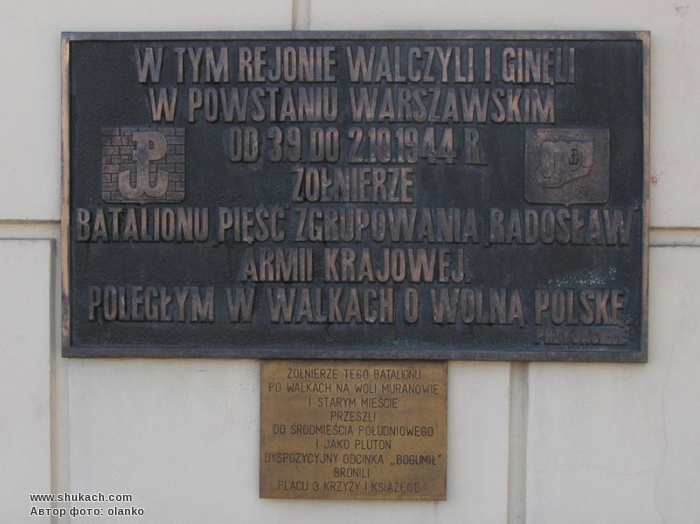 W TYM REJONIE WALCZYLI I GINĘLI
W POWSTANIU WARSZAWSKIM
OD 3.9. DO 2.10.1944 R.
ŻOŁNIERZE
BATALIONU „PIĘŚĆ” ZGRUPOWANIA „RADOSŁAW”
ARMII KRAJOWEJ.
POLEGŁYM W WALKACH O WOLNĄ POLSKĘ
ŻOŁNIERZE TEGO BATALIONU
PO WALKACH NA WOLI MURANOWIE
I STARYM MIEŚCIE
PRZESZLI
DO ŚRÓDMIEŚCIA POŁUDNIOWEGO
I JAKO PLUTON
DYSPOZYCYJNY ODCINKA „BOGUMIŁ”
BRONILI
PLACU 3 KRZYŻY I KSIĄŻĘCE
www.shukach.com
Автор фото: olanko